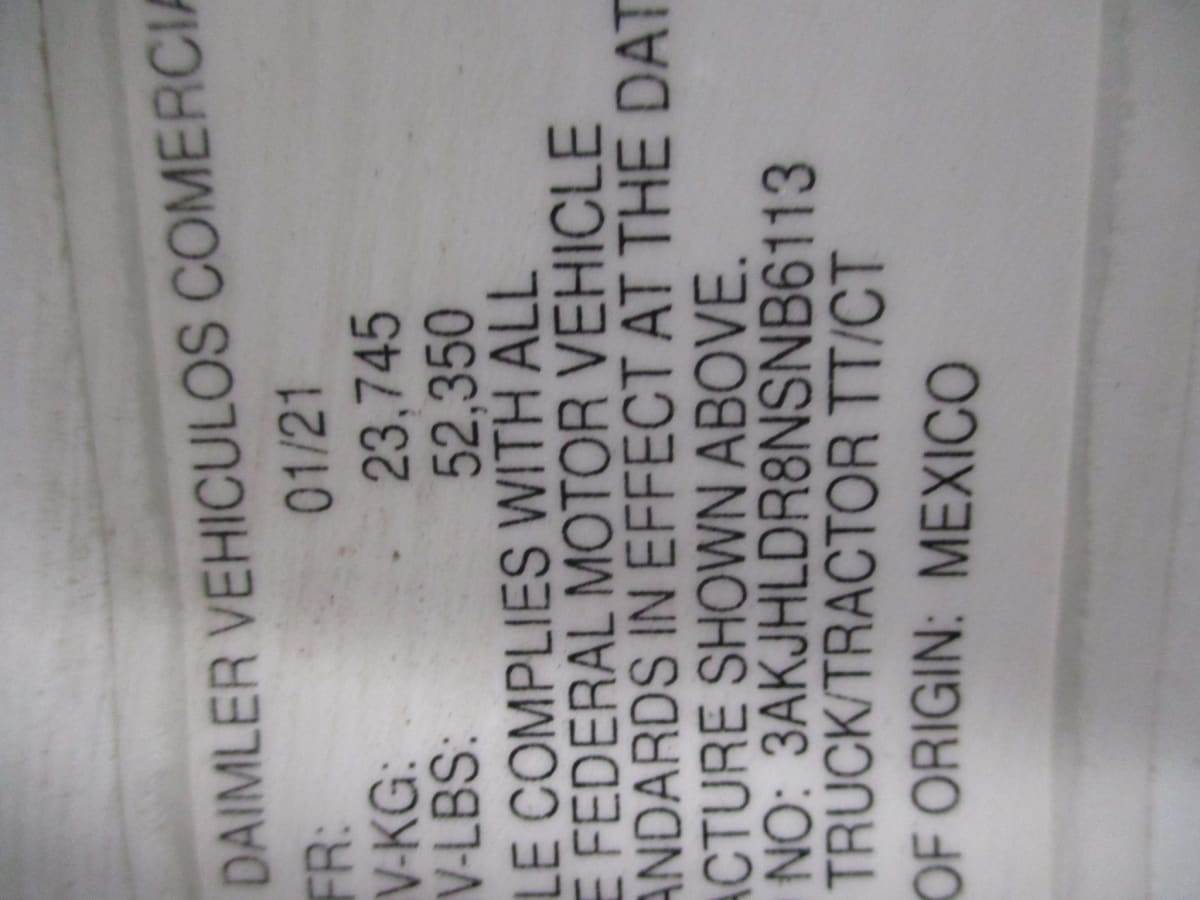 DAIMLER VEHICULOS COMERCIA
FR: 01/21
V-KG: 23,745
V-LBS: 52,350
LE COMPLIES WITH ALL
E FEDERAL MOTOR VEHICLE
ANDARDS IN EFFECT AT THE DAT
ACTURE SHOWN ABOVE.
NO: 3AKJHLDR8NSNB6113
TRUCK/TRACTOR TT/CT
OF ORIGIN: MEXICO